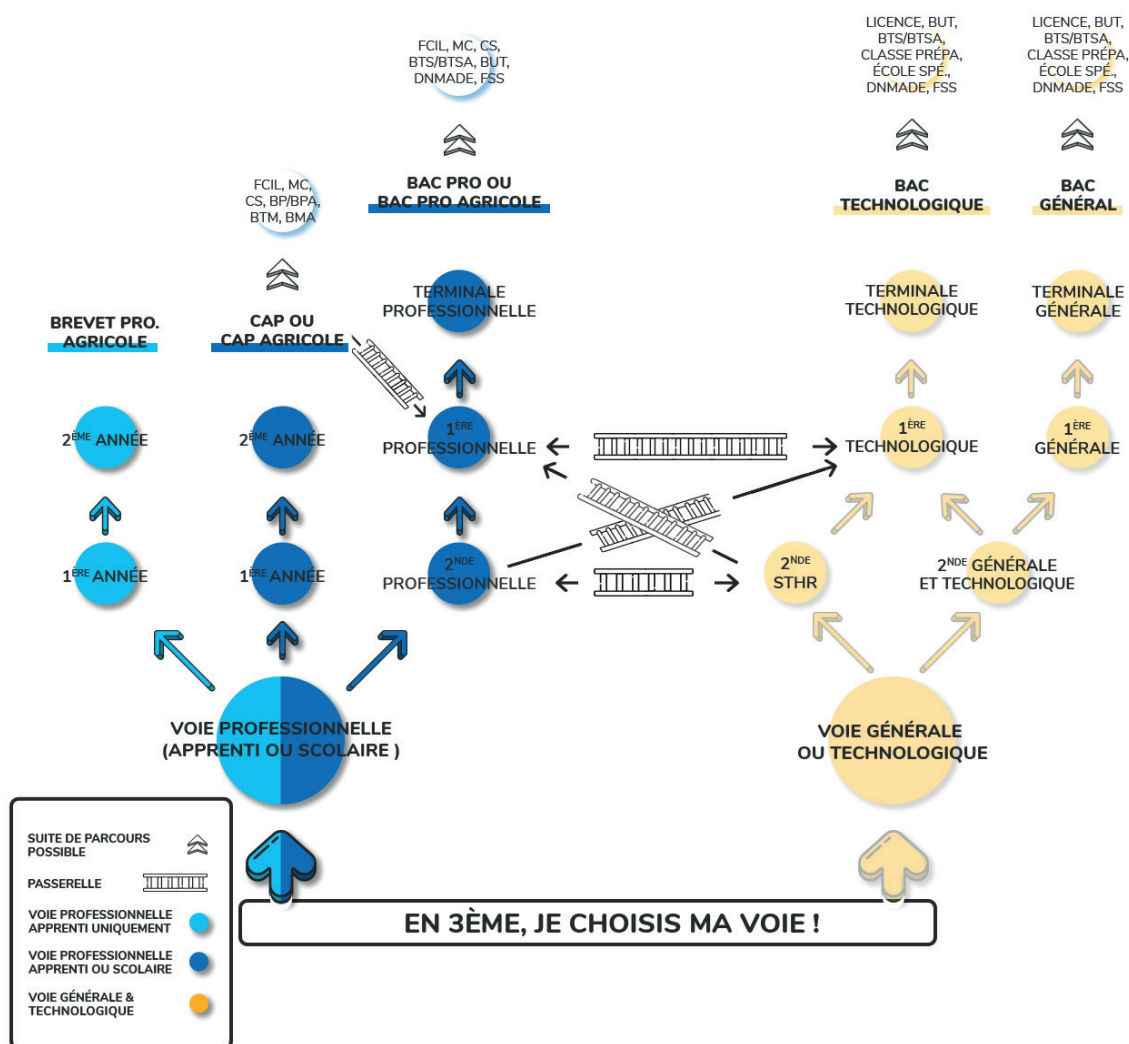 LICENCE, BUT,
BTS/BTSA,
CLASSE PRÉPA,
ÉCOLE SPÉ.,
DNMADE, FSS
LICENCE, BUT,
BTS/BTSA,
CLASSE PRÉPA,
ÉCOLE SPÉ.,
DNMADE, FSS
FCIL, MC, CS,
BTS/BTSA, BUT,
DNMADE, FSS
FCIL, MC,
CS, BP/BPA,
BTM, BMA
BAC PRO OU
BAC PRO AGRICOLE
BAC
TECHNOLOGIQUE
BAC
GÉNÉRAL
BREVET PRO.
AGRICOLE
CAP OU
CAP AGRICOLE
TERMINALE
PROFESSIONNELLE
TERMINALE
TECHNOLOGIQUE
TERMINALE
GÉNÉRALE
2ÈME ANNÉE
2ÈME ANNÉE
1ÈRE
PROFESSIONNELLE
1ÈRE
TECHNOLOGIQUE
1ÈRE
GÉNÉRALE
1ÈRE ANNÉE
1ÈRE ANNÉE
2NDE
PROFESSIONNELLE
2NDE
STHR
2NDE GÉNÉRALE
ET TECHNOLOGIQUE
VOIE PROFESSIONNELLE
(APPRENTI OU SCOLAIRE )
VOIE GÉNÉRALE
OU TECHNOLOGIQUE
SUITE DE PARCOURS
POSSIBLE
PASSERELLE
VOIE PROFESSIONNELLE
APPRENTI UNIQUEMENT
VOIE PROFESSIONNELLE
APPRENTI OU SCOLAIRE
VOIE GÉNÉRALE &
TECHNOLOGIQUE
EN 3ÈME, JE CHOISIS MA VOIE !